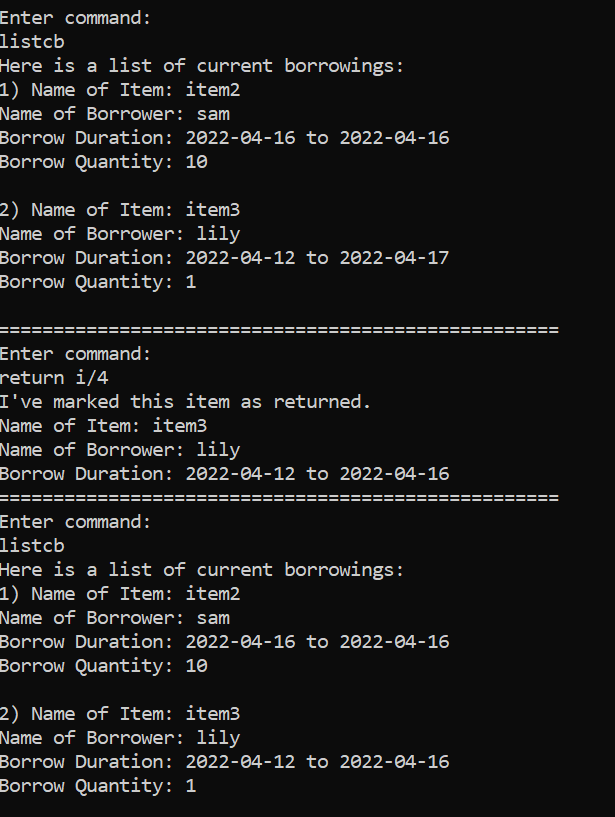 Enter command:
listcb
Here is a list of current borrowings:
1) Name of Item: item2
Name of Borrower: sam
Borrow Duration: 2022-04-16 to 2022-04-16
Borrow Quantity: 10
2) Name of Item: item3
Name of Borrower: lily
Borrow Duration: 2022-04-12 to 2022-04-17
Borrow Quantity: 1
===================================================
Enter command:
return i/4
I've marked this item as returned.
Name of Item: item3
Name of Borrower: lily
Borrow Duration: 2022-04-12 to 2022-04-16
===================================================
Enter command:
listcb
Here is a list of current borrowings:
1) Name of Item: item2
Name of Borrower: sam
Borrow Duration: 2022-04-16 to 2022-04-16
Borrow Quantity: 10
2) Name of Item: item3
Name of Borrower: lily
Borrow Duration: 2022-04-12 to 2022-04-16
Borrow Quantity: 1